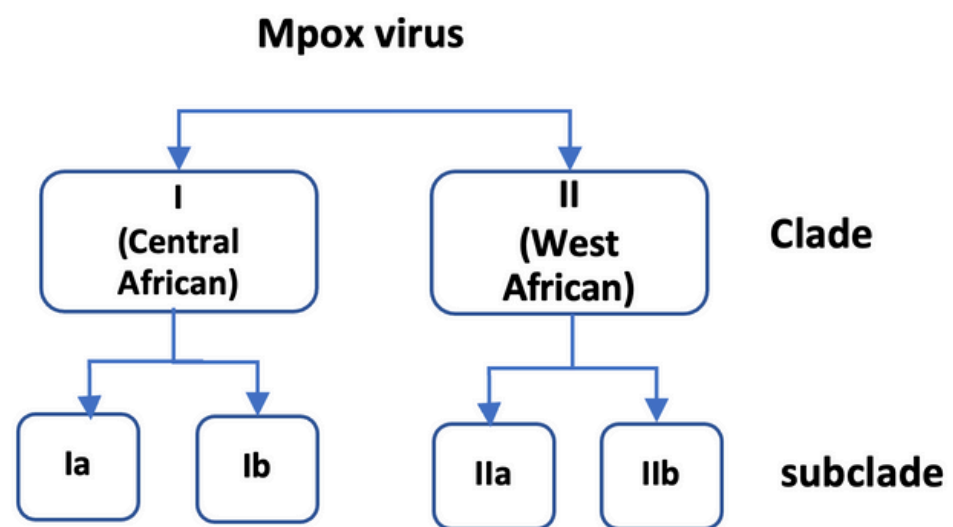 Mpox virus
I
(Central
African)
II
(West
African)
Clade
Ia
Ib
IIa
IIb
subclade